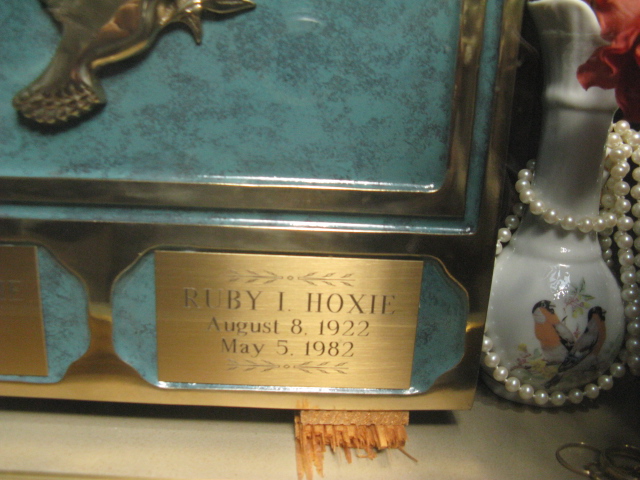 RUBY I. HOXIE
August 8, 1922
May 5, 1982